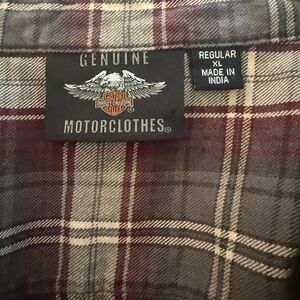 GENUINE
MOTORCLOTHES®
REGULAR
XL
MADE IN
INDIA